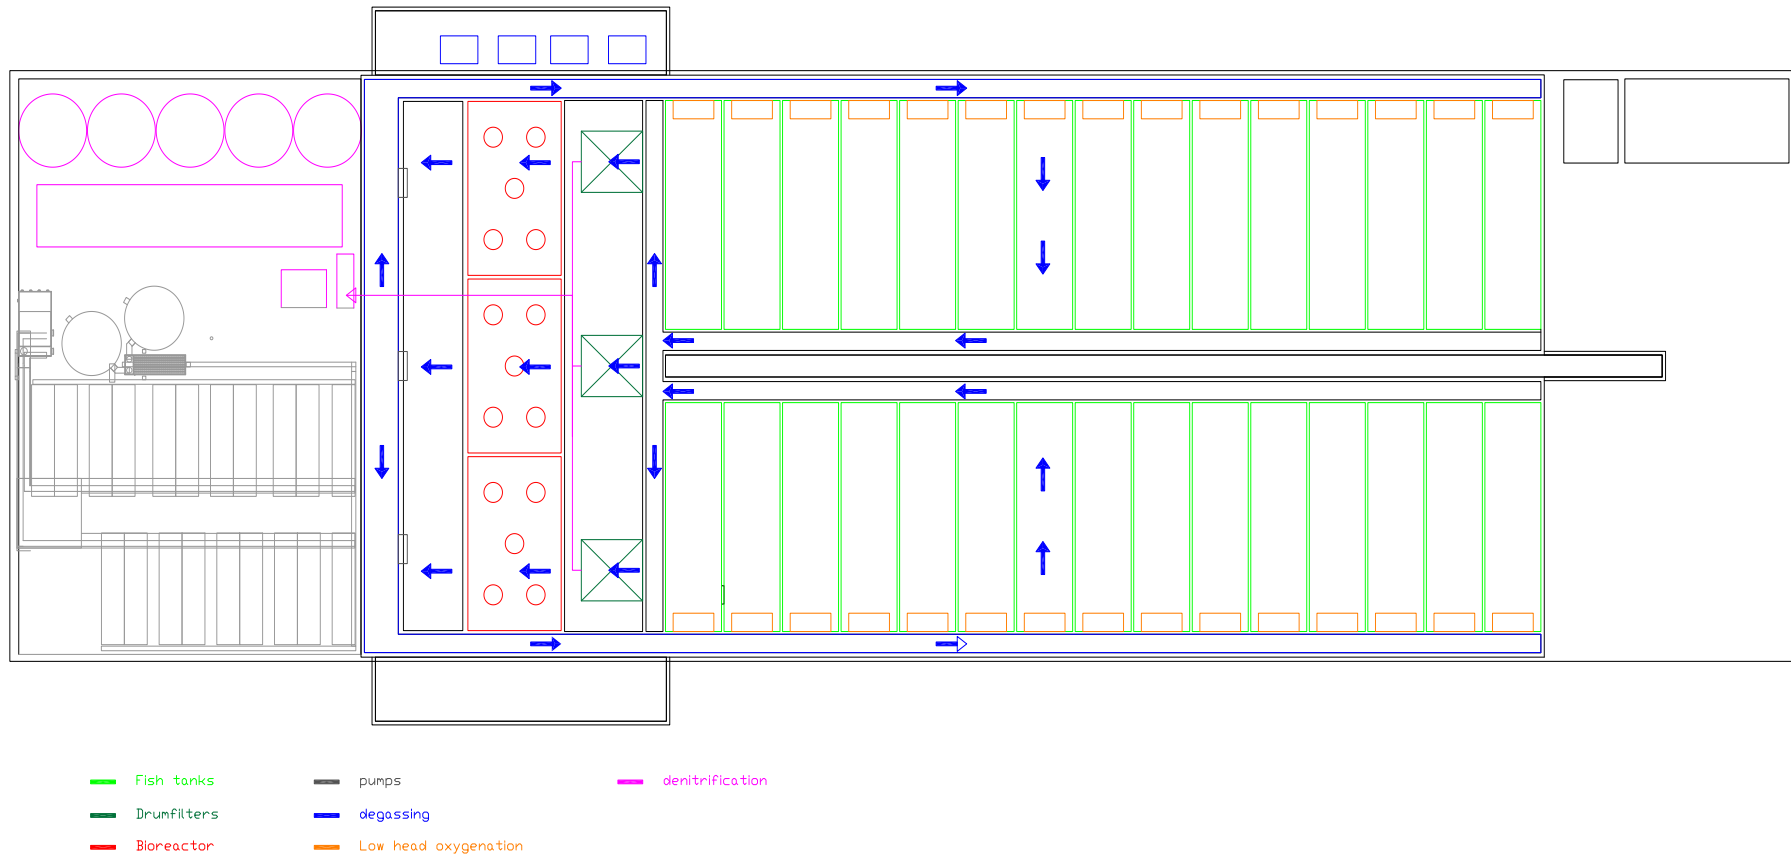 Fish tanks
pumps
denitrification
Drumfilters
degassing
Bioreactor
Low head oxygenation